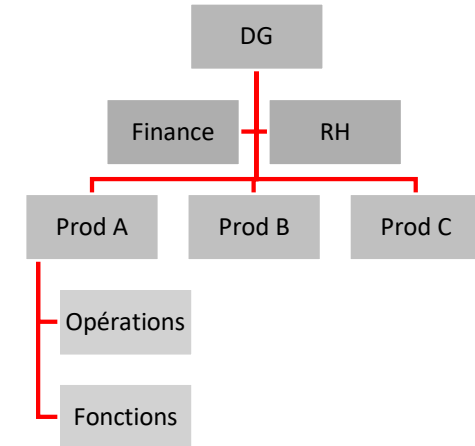 DG
Finance
RH
Prod A
Prod B
Prod C
Opérations
Fonctions